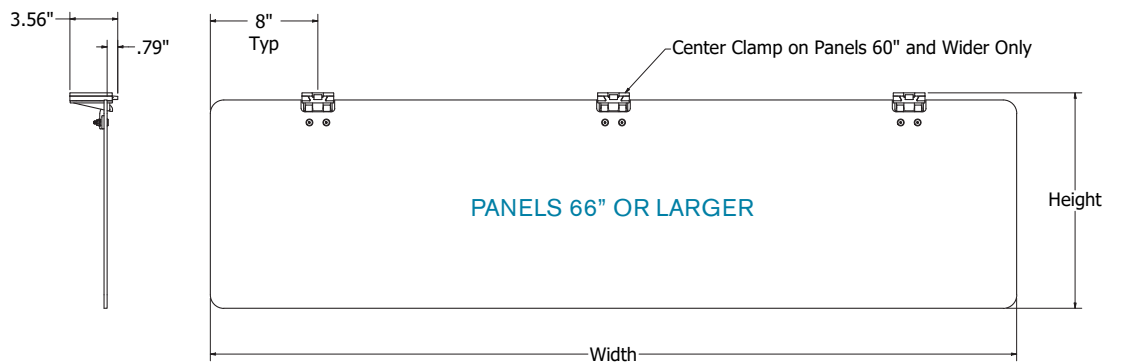 3.56"
.79"
8"
Typ
Center Clamp on Panels 60" and Wider Only
PANELS 66” OR LARGER
Height
Width